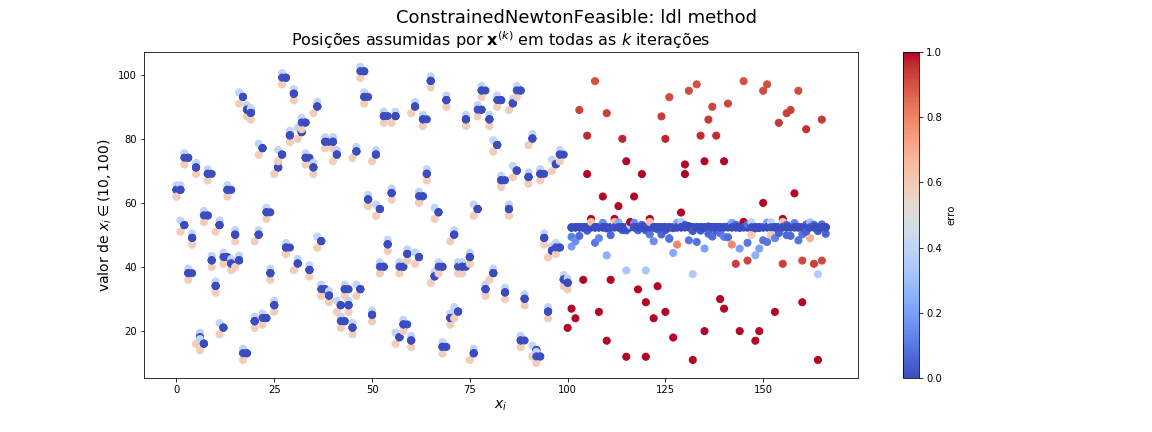 ConstrainedNewtonFeasible: ldl method
Posições assumidas por x^(k) em todas as k iterações
valor de x_i ∈ (10, 100)
100
80
60
40
20
0 25 50 75 100 125 150
x_i
1.0
0.8
0.6
0.4
0.2
0.0
erro